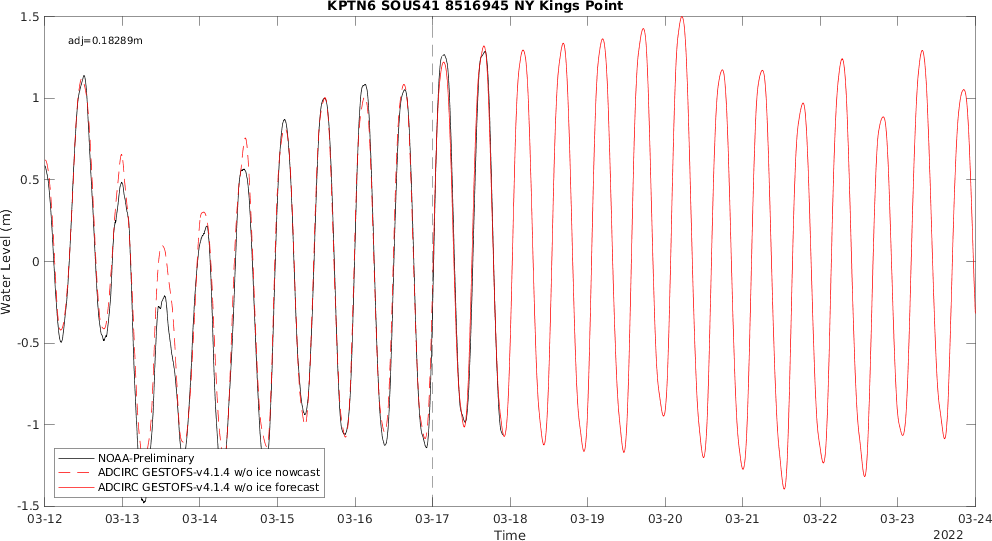 KPTN6 SOUS41 8516945 NY Kings Point
adj=0.18289m
Water Level (m)
1.5
1
0.5
0
-0.5
-1
-1.5
NOAA-Preliminary
ADCIRC GESTOFS-v4.1.4 w/o ice nowcast
ADCIRC GESTOFS-v4.1.4 w/o ice forecast
03-12 03-13 03-14 03-15 03-16 03-17 03-18 03-19 03-20 03-21 03-22 03-23 03-24
Time
2022